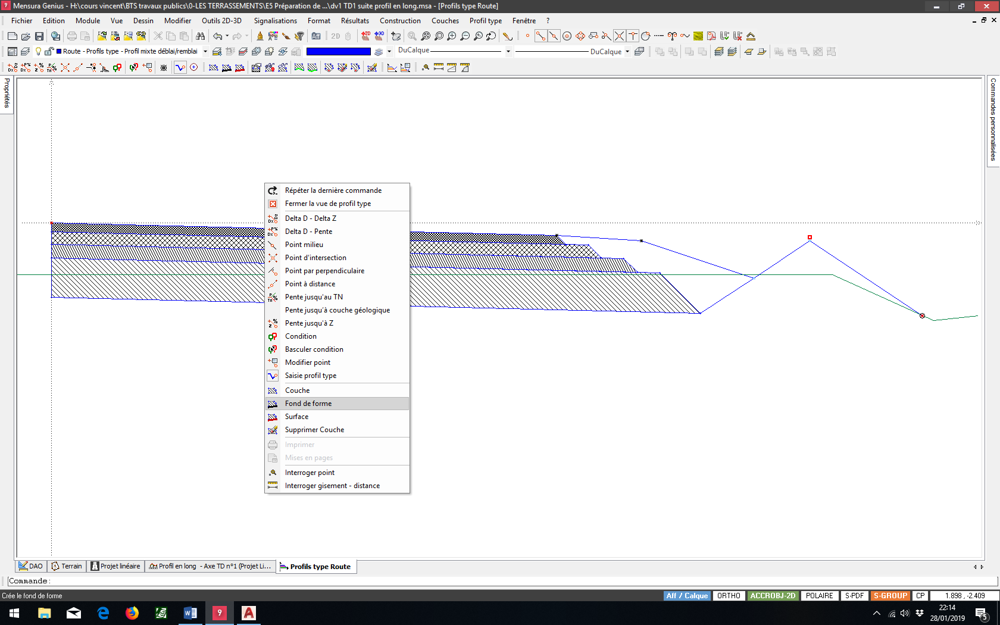 9 Mensura Genius - H:\cours vincent\BTS travaux publics\0-LES TERRASSEMENTS\E5 Préparation de ...\dv1 TD1 suite profil en long.msa - [Profils type Route]
Fichier Edition Module Vue Dessin Modifier Outils 2D-3D Signalisations Format Résultats Construction Couches Profil type Fenêtre ?
Aff 2D
Route - Profils type - Profil mixte déblai/remblai DuCalque DuCalque
Propriétés
Commandes personnalisées
Répéter la dernière commande
Fermer la vue de profil type
Delta D - Delta Z
Delta D - Pente
Point milieu
Point d'intersection
Point par perpendiculaire
Point à distance
Pente jusqu'au TN
Pente jusqu'à couche géologique
Pente jusqu'à Z
Condition
Basculer condition
Modifier point
Saisie profil type
Couche
Fond de forme
Surface
Supprimer Couche
Imprimer
Mises en pages
Interroger point
Interroger gisement - distance
DAO Terrain Projet linéaire Profil en long - Axe TD n°1 (Projet Li... Profils type Route
Commande:
Crée le fond de forme Aff / Calque ORTHO ACCROBJ-2D POLAIRE S-PDF S-GROUP CP 1.898 , -2.409
22:14
28/01/2019
5